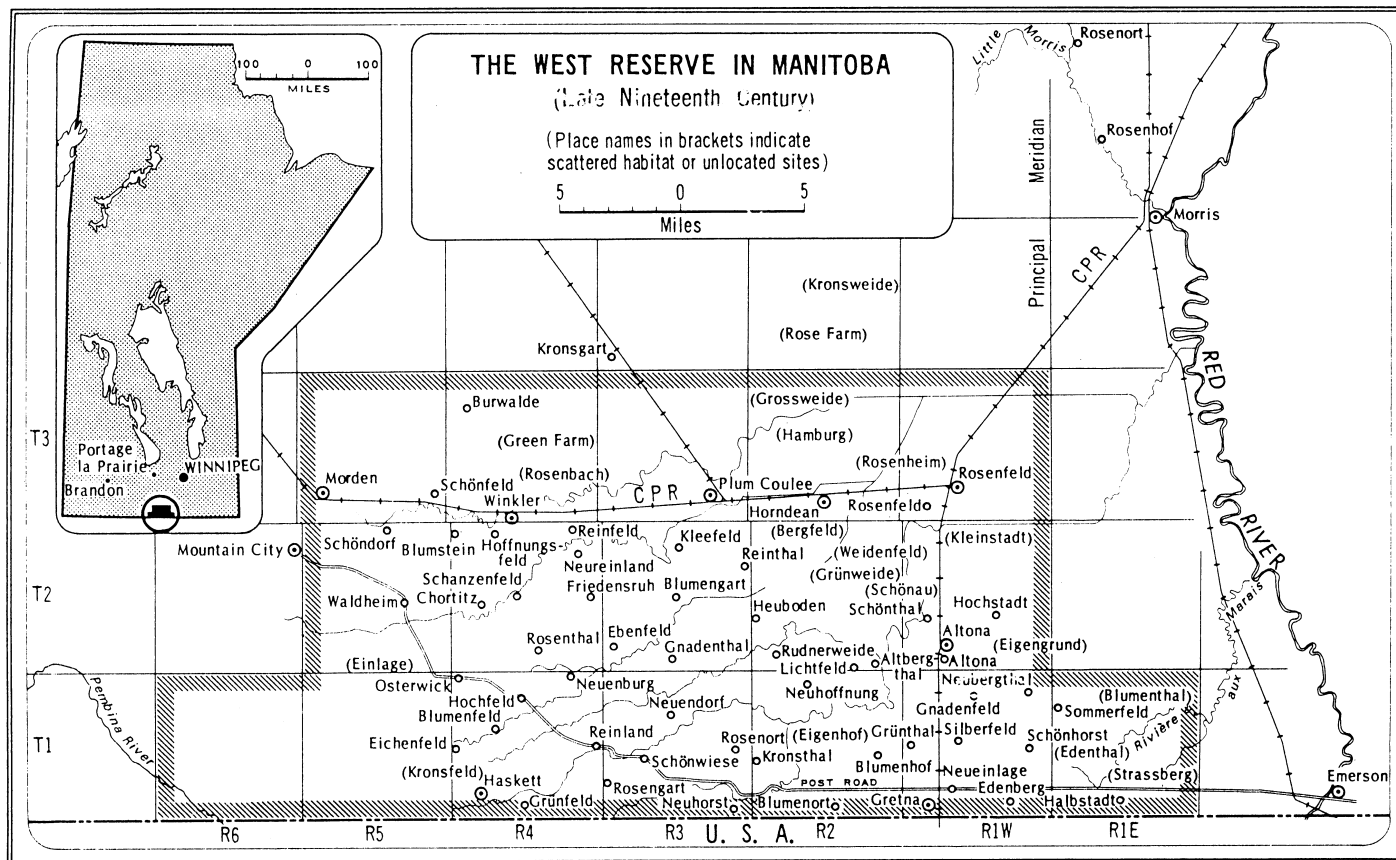 THE WEST RESERVE IN MANITOBA
(Late Nineteenth Century)
(Place names in brackets indicate
scattered habitat or unlocated sites)
5 0 5
Miles
100 0 100
MILES
Portage
la Prairie
WINNIPEG
Brandon
Little
Morris
Rosenort
Rosenhof
Principal Meridian
Morris
CPR
RED
RIVER
(Kronsweide)
(Rose Farm)
Kronsgart
T3
Burwalde
(Grossweide)
(Green Farm)
(Hamburg)
(Rosenbach)
(Rosenheim)
Morden
Schönfeld
Winkler
CPR
Plum Coulee
Rosenfeld
Horndean
Rosenfeld
Mountain City
Schöndorf
Blumstein
Hoffnungs-
feld
Reinfeld
Kleefeld
(Bergfeld)
(Kleinstadt)
Neureinland
Reinthal
(Weidenfeld)
T2
Schanzenfeld
Friedensruh
Blumengart
(Grünweide)
Chortitz
(Schönau)
Waldheim
Heuboden
Schönthal
Hochstadt
Marais
Rosenthal
Ebenfeld
Gnadenthal
Rudnerweide
Altona
(Eigengrund)
(Einlage)
Lichtfeld
Altberg-
thal
Altona
Osterwick
Neuenburg
Neuhoffnung
Neubergthal
(Blumenthal)
aux
Pembina River
Hochfeld
Neuendorf
Gnadenfeld
Sommerfeld
Blumenfeld
Rivière
T1
Eichenfeld
Reinland
Rosenort
(Eigenhof)
Grünthal
Silberfeld
Schönhorst
Schönwiese
Kronsthal
Blumenhof
(Edenthal)
(Kronsfeld)
Haskett
POST ROAD
Neueinlage
(Strassberg)
Emerson
Rosengart
Edenberg
Grünfeld
Neuhorst
Blumenort
Gretna
Halbstadt
R6 R5 R4 R3 R2 R1W R1E
U. S. A.